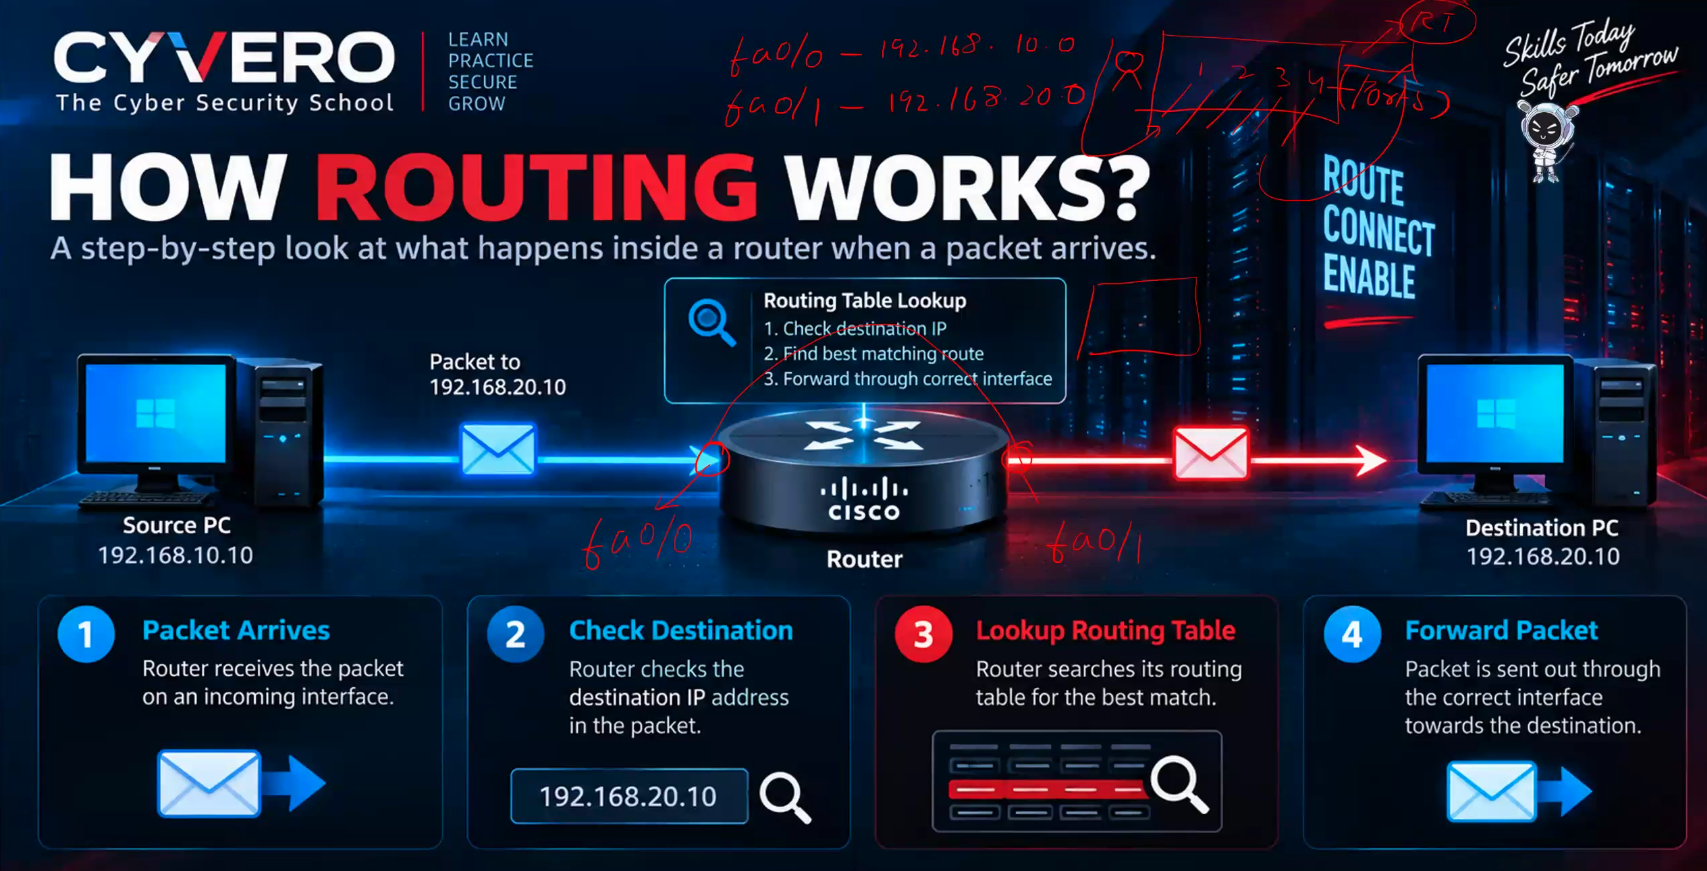 CYVERO
The Cyber Security School
LEARN
PRACTICE
SECURE
GROW
fa0/0 - 192.168.10.0
fa0/1 - 192.168.20.0
1 2 3 4 (Ports)
RT
Skills Today
Safer Tomorrow
HOW ROUTING WORKS?
A step-by-step look at what happens inside a router when a packet arrives.
ROUTE
CONNECT
ENABLE
Routing Table Lookup
1. Check destination IP
2. Find best matching route
3. Forward through correct interface
Packet to
192.168.20.10
CISCO
Router
fa0/0
fa0/1
Source PC
192.168.10.10
Destination PC
192.168.20.10
1 Packet Arrives
Router receives the packet
on an incoming interface.
2 Check Destination
Router checks the
destination IP address
in the packet.
192.168.20.10
3 Lookup Routing Table
Router searches its routing
table for the best match.
4 Forward Packet
Packet is sent out through
the correct interface
towards the destination.